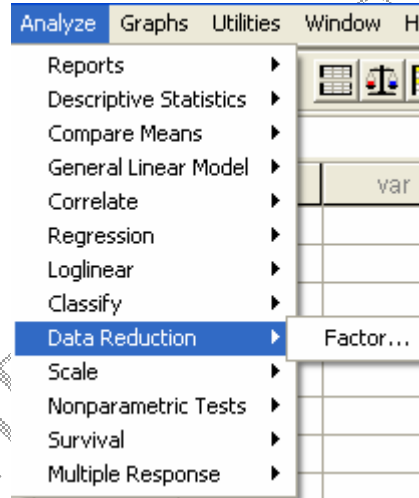 Analyze Graphs Utilities Window H
Reports
Descriptive Statistics
Compare Means
General Linear Model
var
Correlate
Regression
Loglinear
Classify
Data Reduction Factor...
Scale
Nonparametric Tests
Survival
Multiple Response